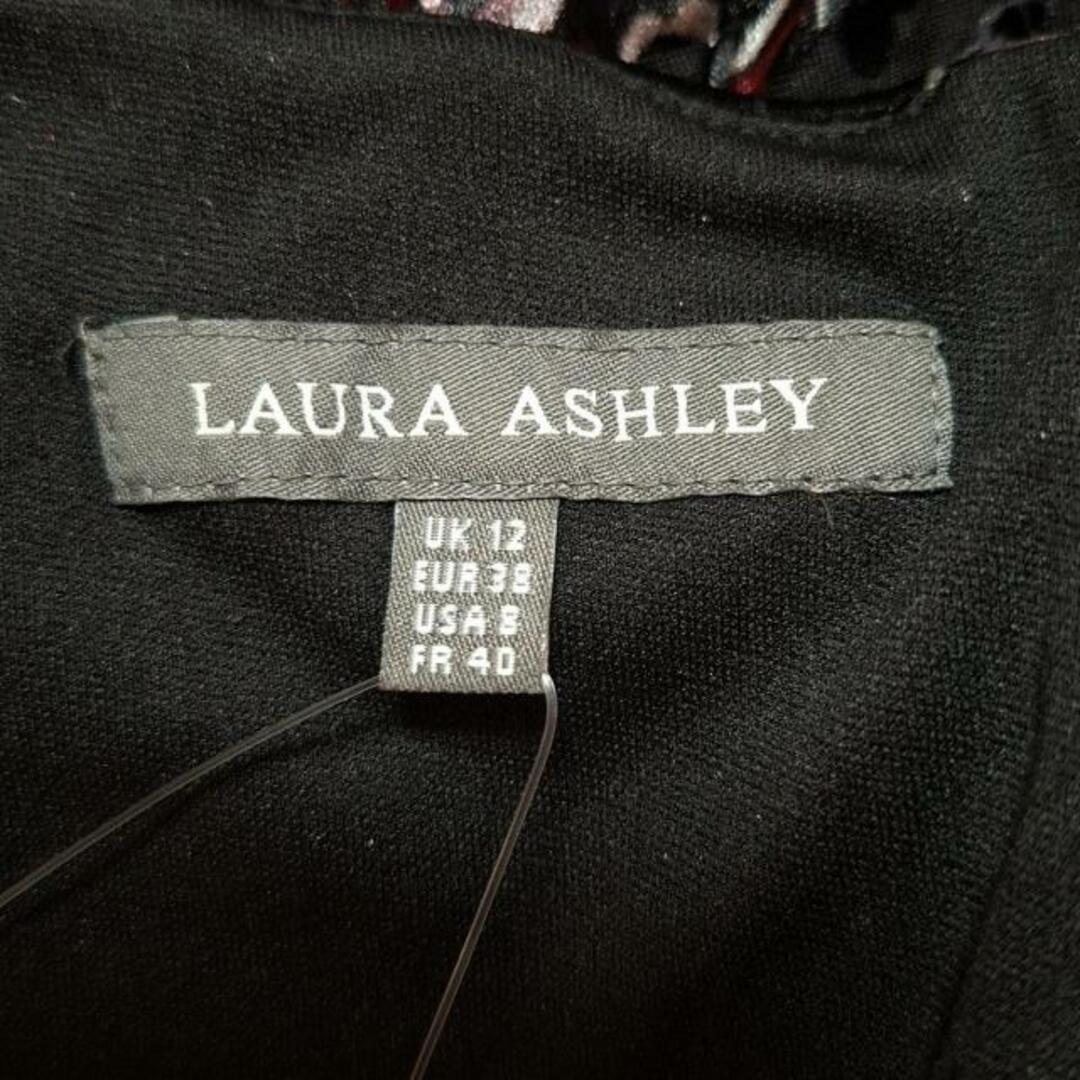 LAURA ASHLEY
UK 12
EUR 38
USA 8
FR 40